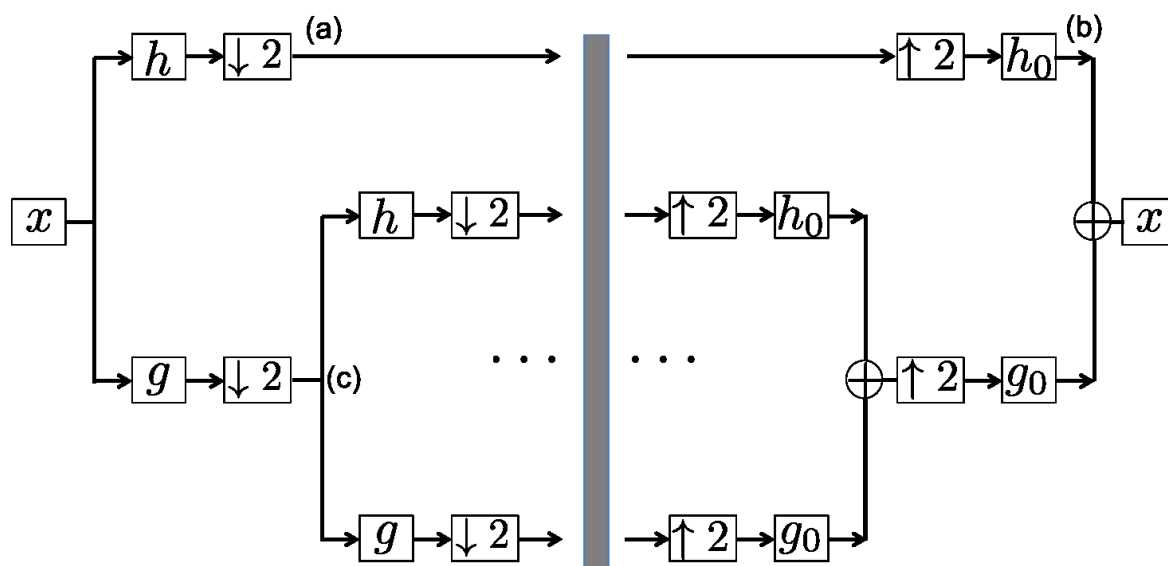 (a) (b)
h ↓ 2 ↑ 2 h₀
x h ↓ 2 ↑ 2 h₀ x
· · · · · ·
g ↓ 2 (c) ↑ 2 g₀
g ↓ 2 ↑ 2 g₀